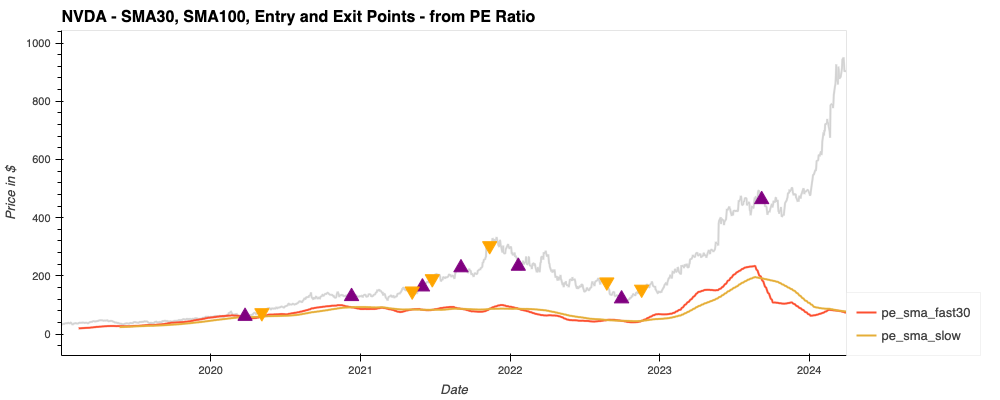 NVDA - SMA30, SMA100, Entry and Exit Points - from PE Ratio
1000
800
600
400
200
0
Price in $
2020
2021
2022
2023
2024
Date
pe_sma_fast30
pe_sma_slow